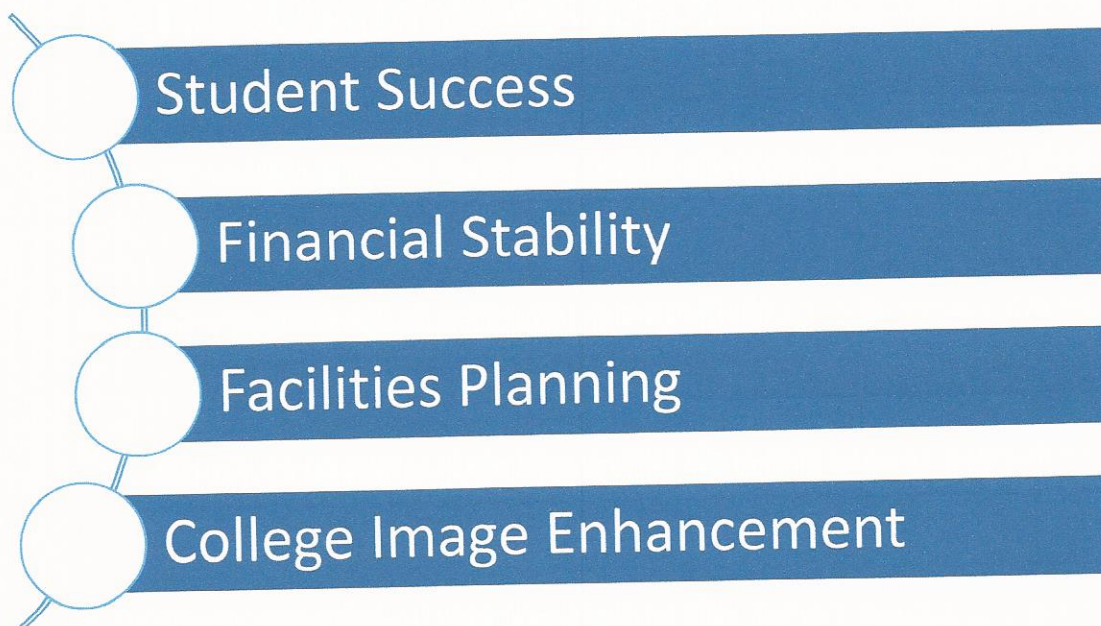 Student Success
Financial Stability
Facilities Planning
College Image Enhancement